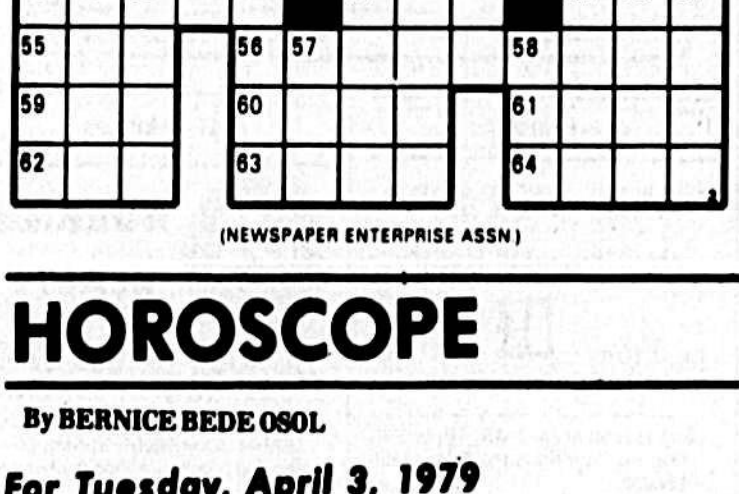 55 56 57 58
59 60 61
62 63 64
(NEWSPAPER ENTERPRISE ASSN)
HOROSCOPE
By BERNICE BEDE OSOL
For Tuesday, April 3, 1979